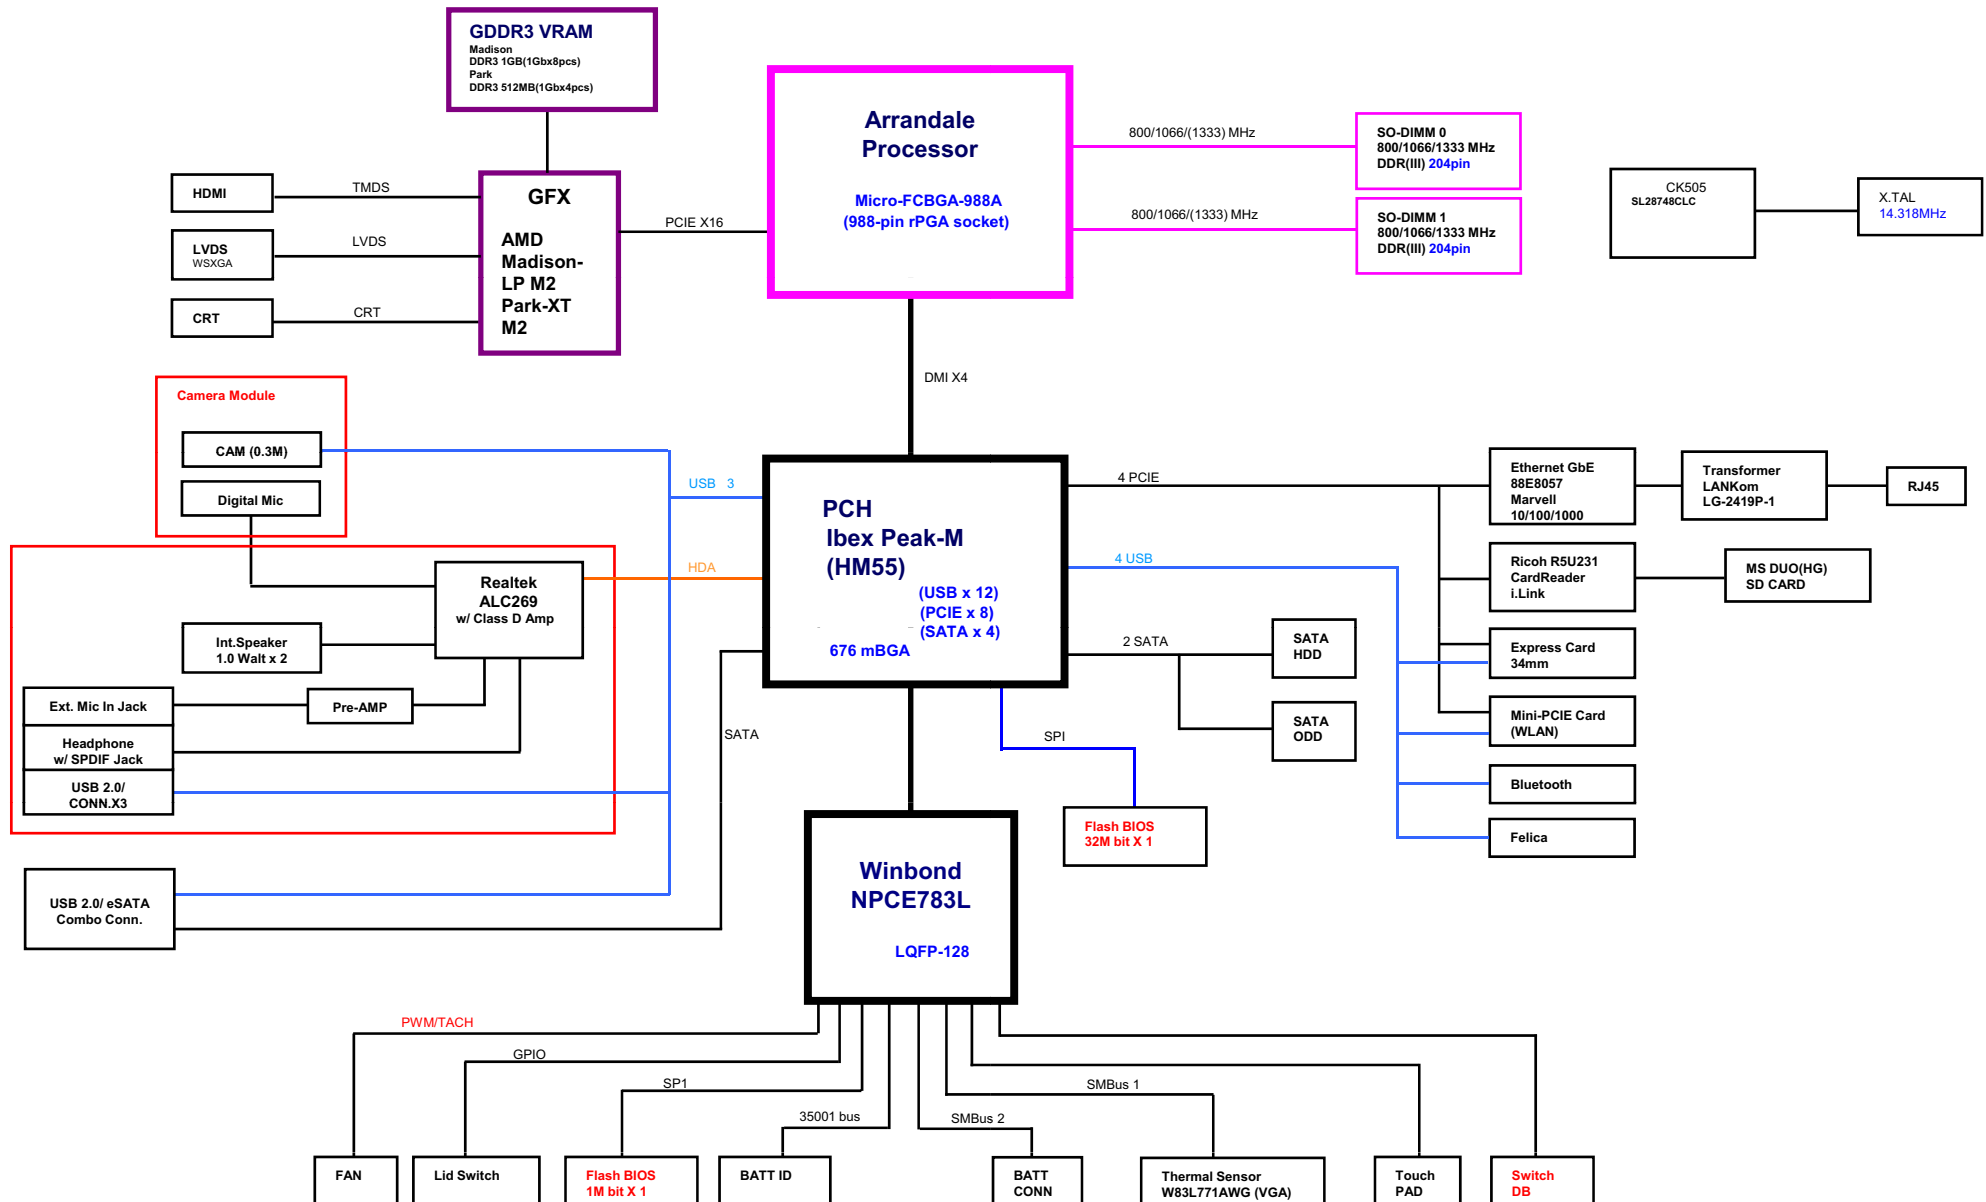 GDDR3 VRAM
Madison
DDR3 1GB(1Gbx8pcs)
Park
DDR3 512MB(1Gbx4pcs)
Arrandale
Processor
Micro-FCBGA-988A
(988-pin rPGA socket)
800/1066/(1333) MHz
SO-DIMM 0
800/1066/1333 MHz
DDR(III) 204pin
800/1066/(1333) MHz
SO-DIMM 1
800/1066/1333 MHz
DDR(III) 204pin
CK505
SL28748CLC
X.TAL
14.318MHz
HDMI
TMDS
LVDS
WSXGA
LVDS
CRT
CRT
GFX
AMD
Madison-
LP M2
Park-XT
M2
PCIE X16
DMI X4
Camera Module
CAM (0.3M)
Digital Mic
USB 3
HDA
PCH
Ibex Peak-M
(HM55)
(USB x 12)
(PCIE x 8)
(SATA x 4)
676 mBGA
4 PCIE
4 USB
2 SATA
Ethernet GbE
88E8057
Marvell
10/100/1000
Transformer
LANKom
LG-2419P-1
RJ45
Ricoh R5U231
CardReader
i.Link
MS DUO(HG)
SD CARD
Express Card
34mm
Mini-PCIE Card
(WLAN)
Bluetooth
Felica
SATA
HDD
SATA
ODD
Realtek
ALC269
w/ Class D Amp
Int.Speaker
1.0 Walt x 2
Ext. Mic In Jack
Pre-AMP
Headphone
w/ SPDIF Jack
USB 2.0/
CONN.X3
SATA
SPI
Flash BIOS
32M bit X 1
USB 2.0/ eSATA
Combo Conn.
Winbond
NPCE783L
LQFP-128
PWM/TACH
GPIO
SP1
35001 bus
SMBus 2
SMBus 1
FAN
Lid Switch
Flash BIOS
1M bit X 1
BATT ID
BATT
CONN
Thermal Sensor
W83L771AWG (VGA)
Touch
PAD
Switch
DB